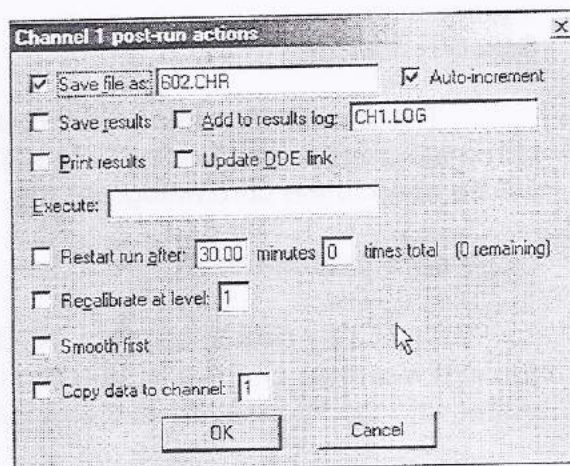 Channel 1 post-run actions
Save file as: 602.CHR Auto-increment
Save results Add to results log: CH1.LOG
Print results Update DDE link
Execute:
Restart run after: 30.00 minutes 0 times total (0 remaining)
Recalibrate at level: 1
Smooth first
Copy data to channel: 1
OK Cancel